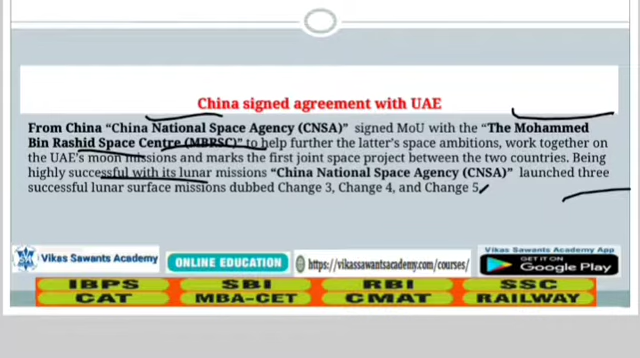 China signed agreement with UAE
From China “China National Space Agency (CNSA)” signed MoU with the “The Mohammed
Bin Rashid Space Centre (MBRSC)” to help further the latter's space ambitions, work together on
the UAE's moon missions and marks the first joint space project between the two countries. Being
highly successful with its lunar missions “China National Space Agency (CNSA)” launched three
successful lunar surface missions dubbed Change 3, Change 4, and Change 5
Vikas Sawants Academy
ONLINE EDUCATION
https://vikassawantsacademy.com/courses/
Vikas Sawants Academy App
GET IT ON
Google Play
IBPS SBI RBI SSC
CAT MBA-CET CMAT RAILWAY